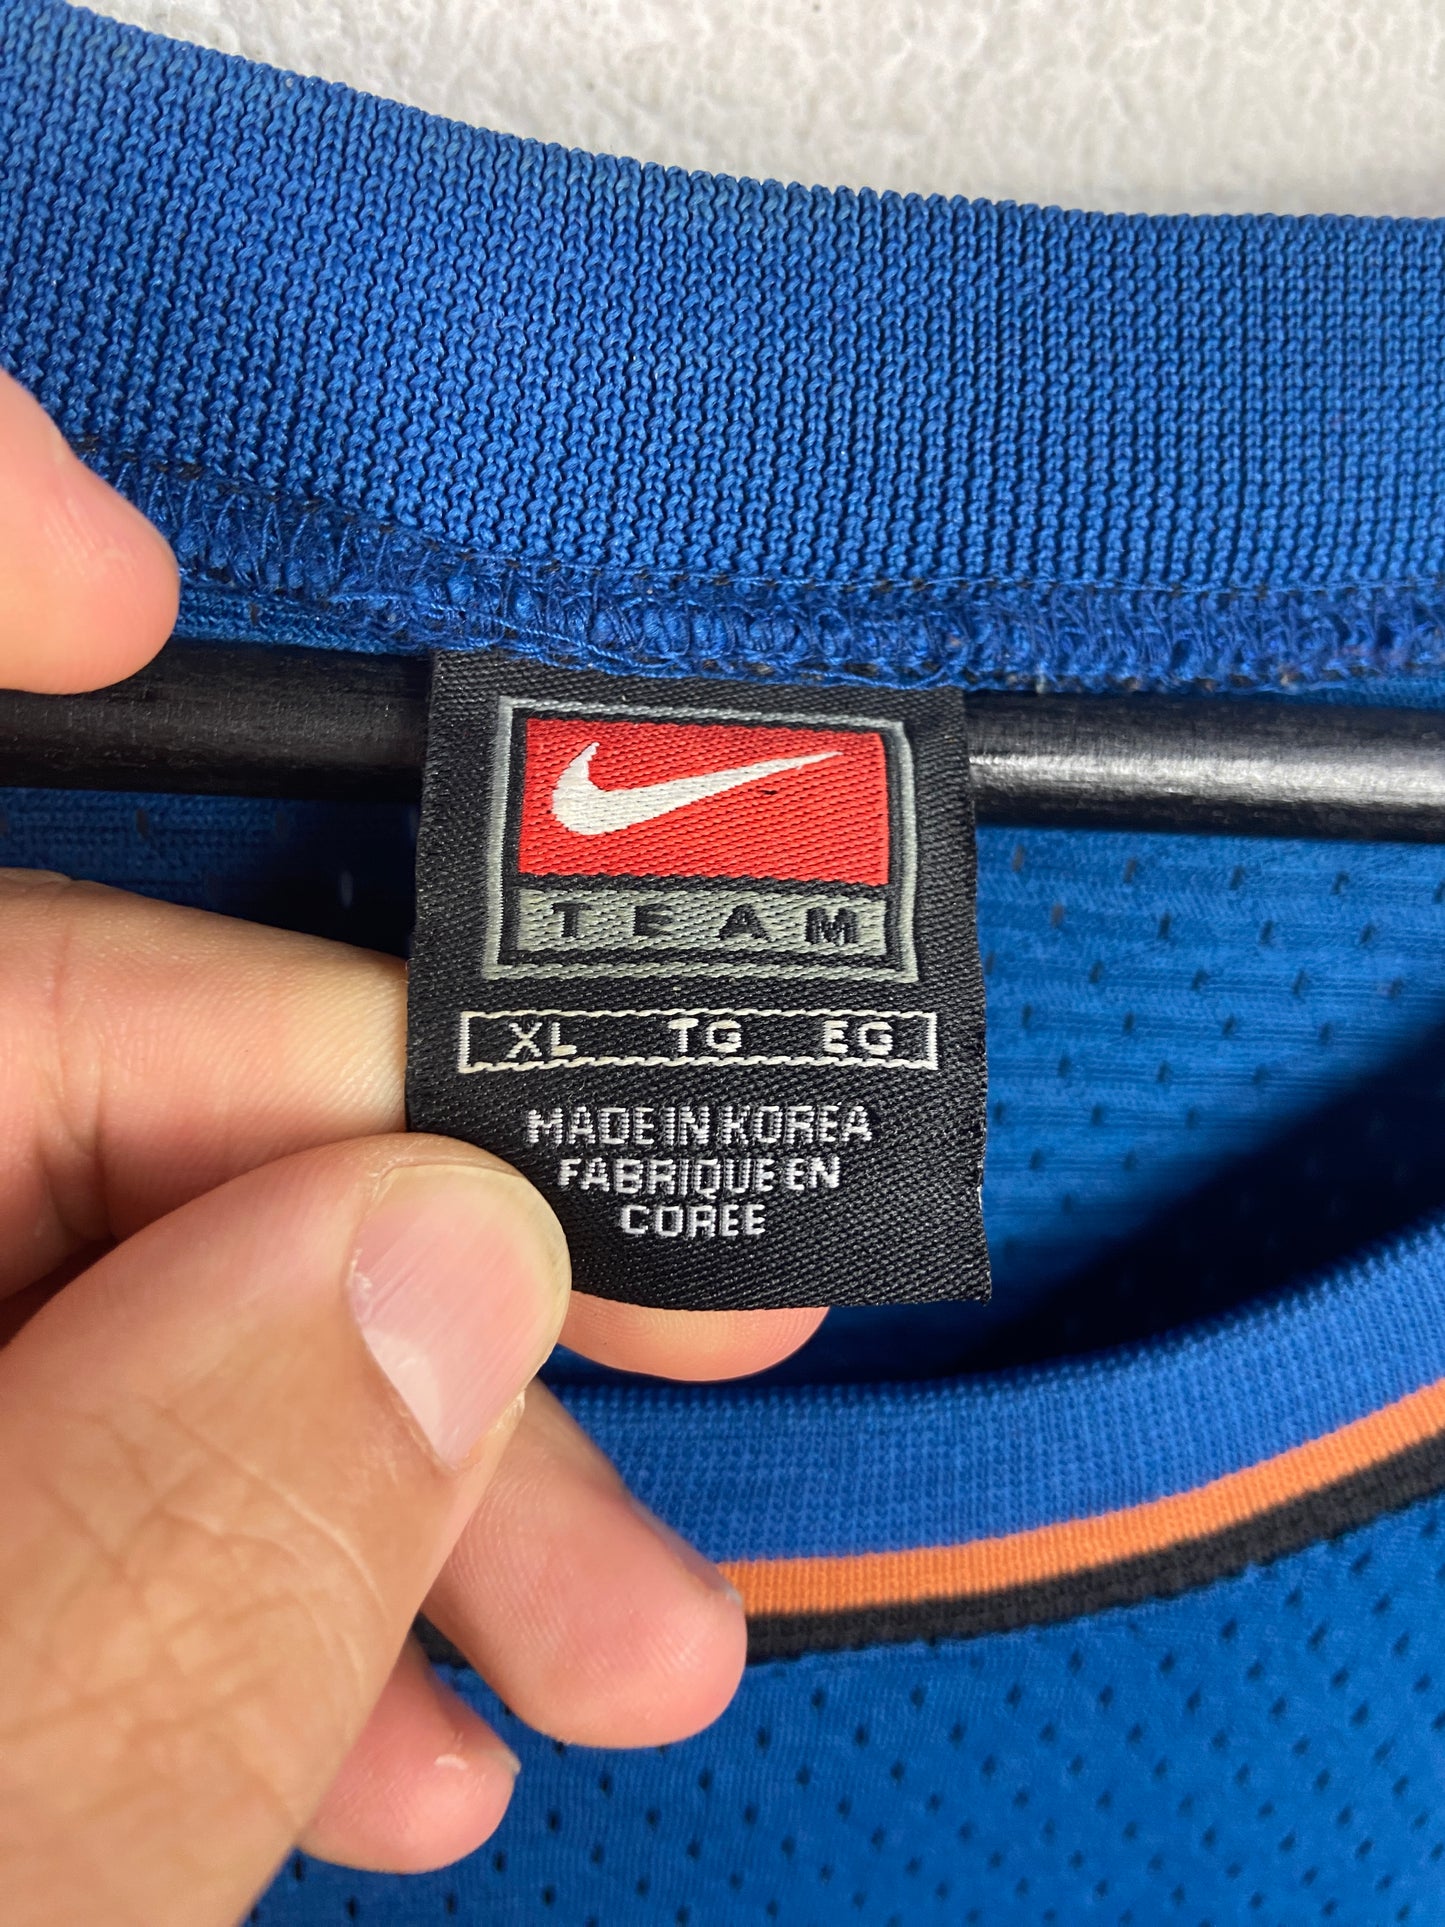 TEAM
XL TG EG
MADE IN KOREA
FABRIQUE EN
COREE